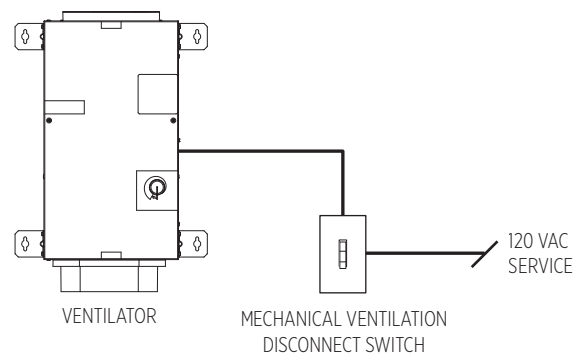 120 VAC
SERVICE
VENTILATOR
MECHANICAL VENTILATION
DISCONNECT SWITCH